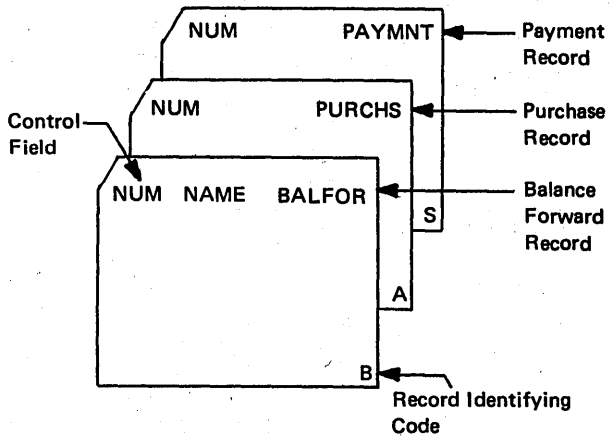 NUM PAYMNT
Payment
Record
NUM PURCHS
Purchase
Record
Control
Field
NUM NAME BALFOR
Balance
Forward
Record
S
A
B
Record Identifying
Code